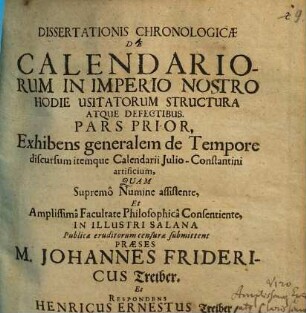 DISSERTATIONIS CHRONOLOGICÆ
DE
CALENDARIO-
RUM IN IMPERIO NOSTRO
HODIE USITATORUM STRUCTURA
ATQUE DEFECTIBUS.
PARS PRIOR,
Exhibens generalem de Tempore
discursum itemque Calendarii Julio-Constantini
artificium,
QUAM
Supremô Numine assistente,
Et
Amplissimâ Facultate Philosophicâ Consentiente,
IN ILLUSTRI SALANA
Publicæ eruditorum censuræ submittent
PRÆSES
M. JOHANNES FRIDERI-
CUS Treiber.
Et
RESPONDENS
HENRICUS ERNESTUS Treiber